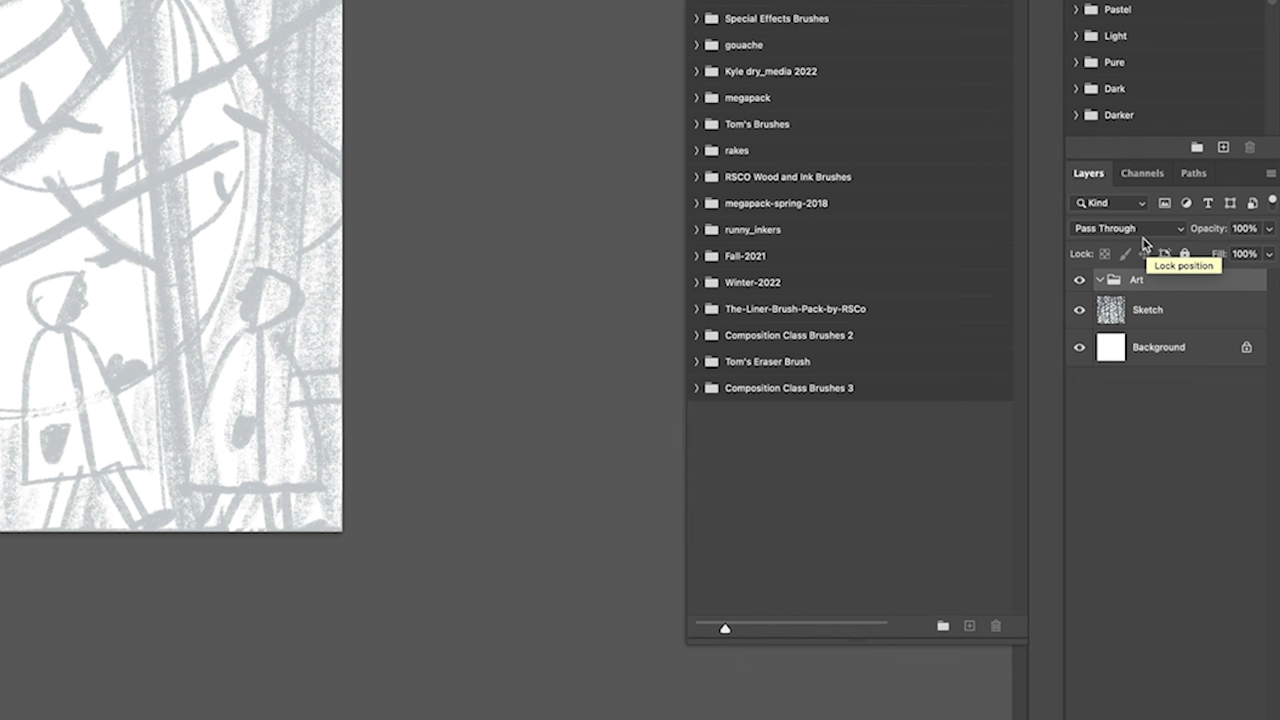 Special Effects Brushes
gouache
Kyle dry_media 2022
megapack
Tom's Brushes
rakes
RSCO Wood and Ink Brushes
megapack-spring-2018
runny_inkers
Fall-2021
Winter-2022
The-Liner-Brush-Pack-by-RSCo
Composition Class Brushes 2
Tom's Eraser Brush
Composition Class Brushes 3
Pastel
Light
Pure
Dark
Darker
Layers Channels Paths
Kind
Pass Through Opacity: 100%
Lock: Fill: 100%
Lock position
Art
Sketch
Background